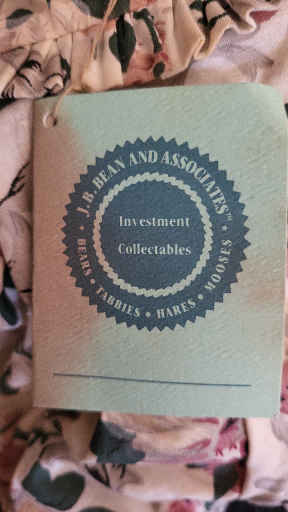 J.B. BEAN AND ASSOCIATES™
Investment
Collectables
• BEARS • TABBIES • HARES • MOOSES •